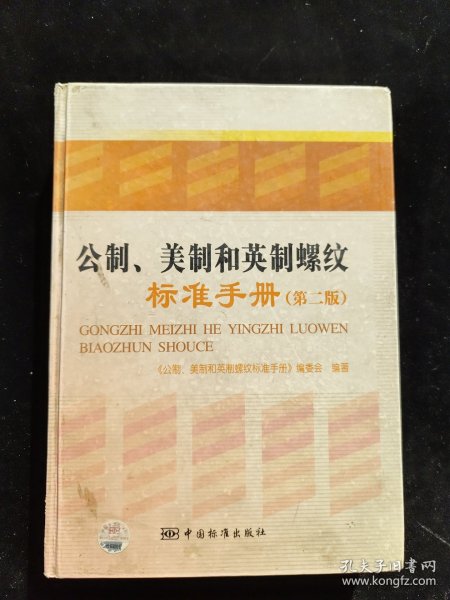 公制、美制和英制螺纹
标准手册(第二版)
GONGZHI MEIZHI HE YINGZHI LUOWEN
BIAOZHUN SHOUCE
《公制、美制和英制螺纹标准手册》编委会 编著
中国标准出版社
孔夫子旧书网
www.kongfz.com